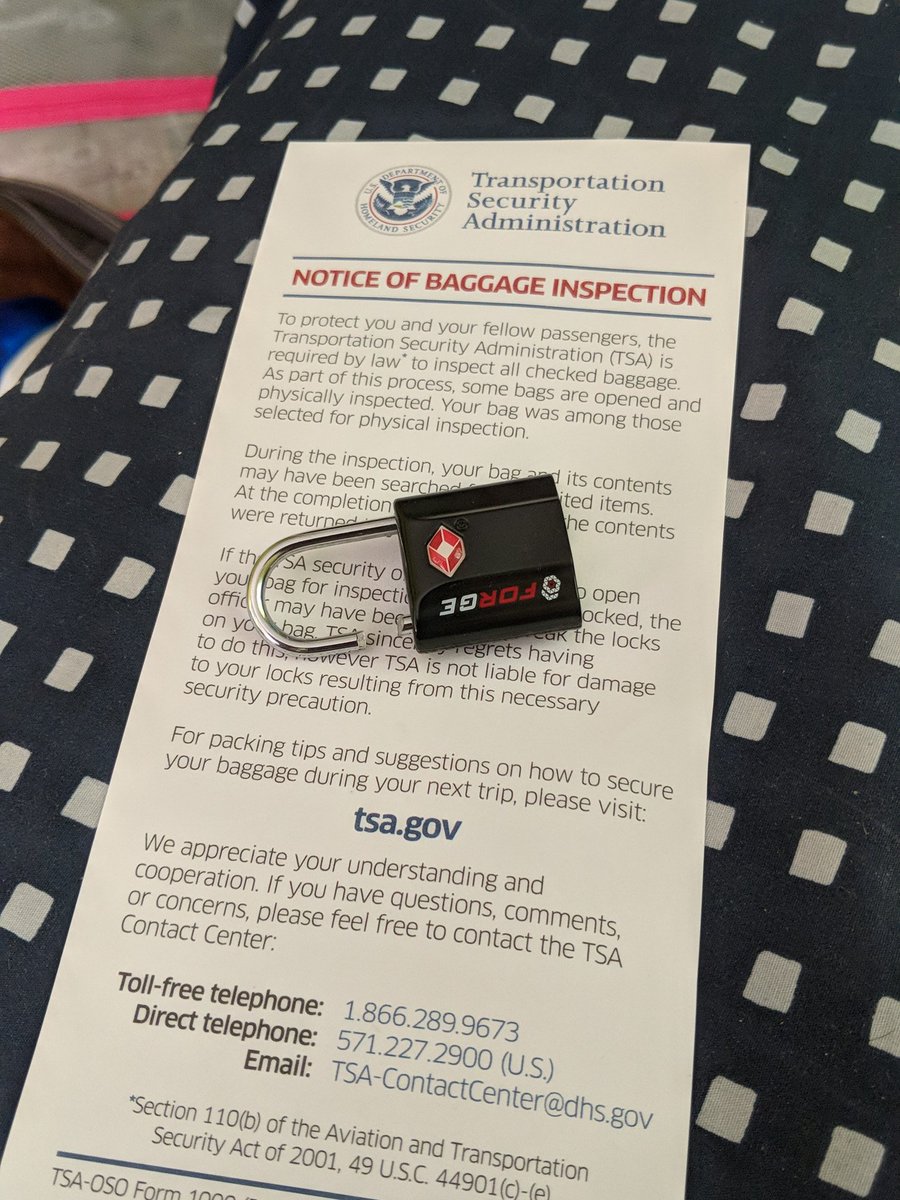 U.S. DEPARTMENT OF
HOMELAND SECURITY
Transportation
Security
Administration
NOTICE OF BAGGAGE INSPECTION
To protect you and your fellow passengers, the
Transportation Security Administration (TSA) is
required by law* to inspect all checked baggage.
As part of this process, some bags are opened and
physically inspected. Your bag was among those
selected for physical inspection.
During the inspection, your bag and its contents
may have been searched ited items.
At the completion he contents
were returned
If the TSA security o open
your bag for inspecti ocked, the
officer may have bee eak the locks
on your bag. TSA sincerely regrets having
to do this, however TSA is not liable for damage
to your locks resulting from this necessary
security precaution.
FORGE
For packing tips and suggestions on how to secure
your baggage during your next trip, please visit:
tsa.gov
We appreciate your understanding and
cooperation. If you have questions, comments,
or concerns, please feel free to contact the TSA
Contact Center:
Toll-free telephone: 1.866.289.9673
Direct telephone: 571.227.2900 (U.S.)
Email: TSA-ContactCenter@dhs.gov
*Section 110(b) of the Aviation and Transportation
Security Act of 2001, 49 U.S.C. 44901(c)-(e)
TSA-OSO Form